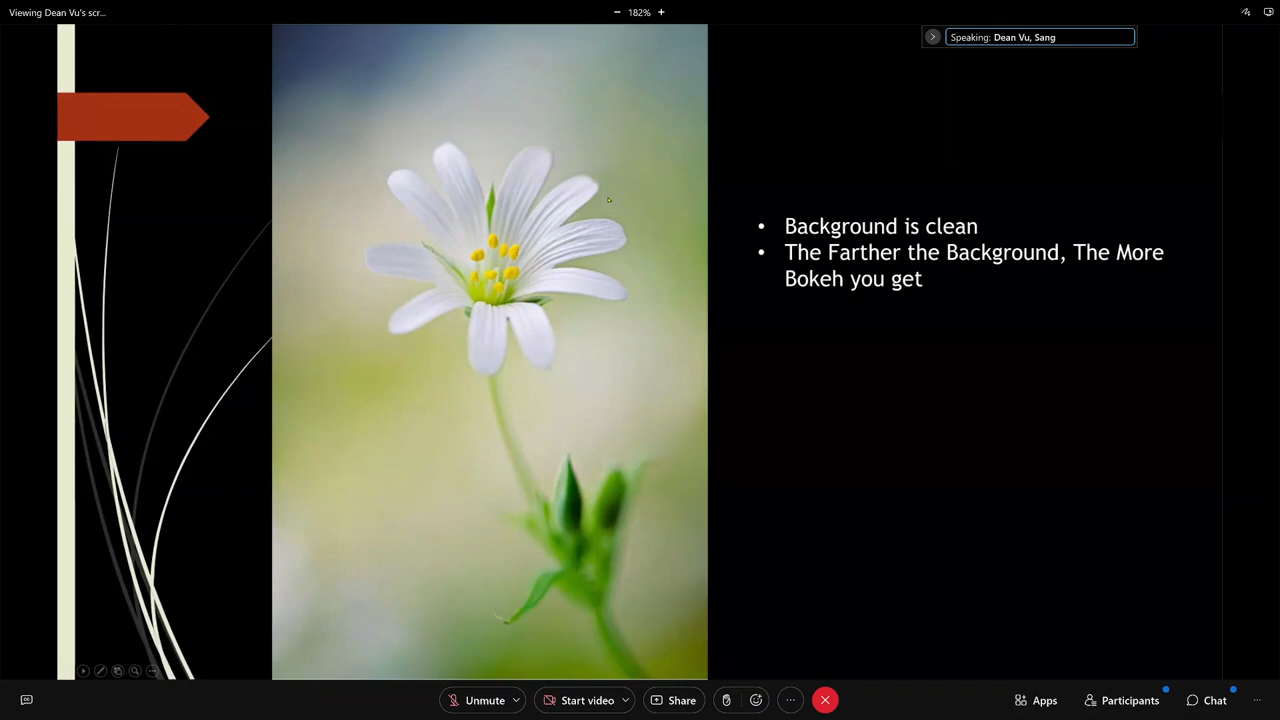 Viewing Dean Vu's scr...
182%
Speaking: Dean Vu, Sang
• Background is clean
• The Farther the Background, The More
Bokeh you get
Unmute
Start video
Share
Apps
Participants
Chat